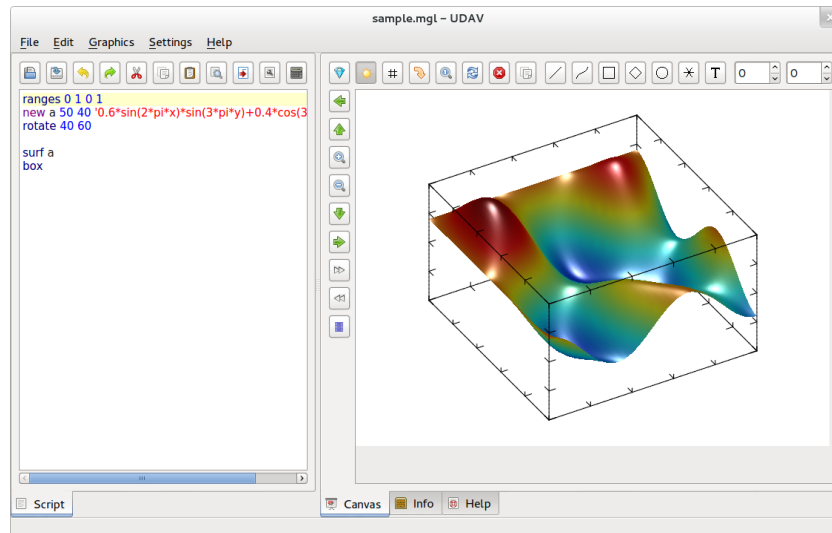 sample.mgl – UDAV
File Edit Graphics Settings Help
T 0 0
ranges 0 1 0 1
new a 50 40 '0.6*sin(2*pi*x)*sin(3*pi*y)+0.4*cos(3
rotate 40 60
surf a
box
Script
Canvas Info Help